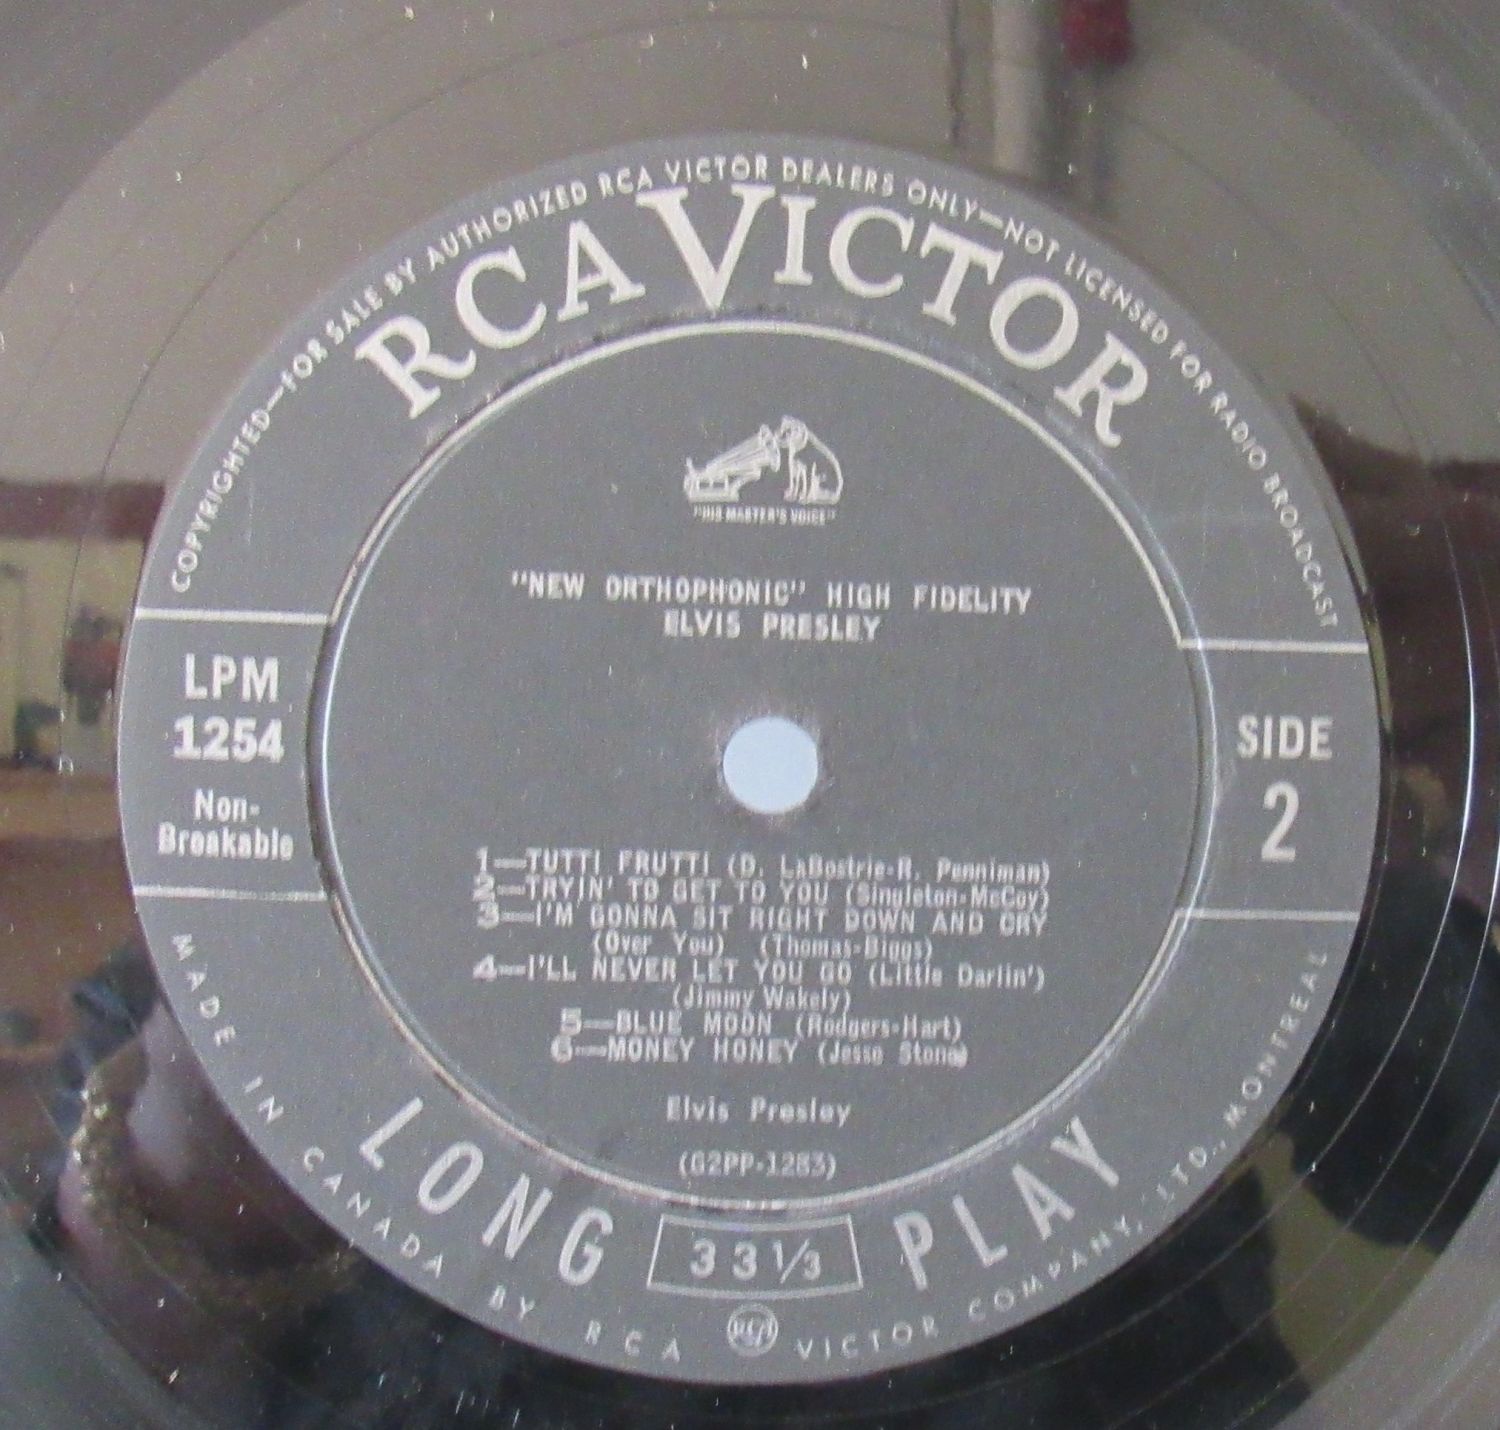 COPYRIGHTED—FOR SALE BY AUTHORIZED RCA VICTOR DEALERS ONLY—NOT LICENSED FOR RADIO BROADCAST
RCA VICTOR
"HIS MASTER'S VOICE"
"NEW ORTHOPHONIC" HIGH FIDELITY
ELVIS PRESLEY
LPM
1254
Non-
Breakable
SIDE
2
1—TUTTI FRUTTI (D. LaBostrie-R. Penniman)
2—TRYIN' TO GET TO YOU (Singleton-McCoy)
3—I'M GONNA SIT RIGHT DOWN AND CRY
(Over You) (Thomas-Biggs)
4—I'LL NEVER LET YOU GO (Little Darlin')
(Jimmy Wakely)
5—BLUE MOON (Rodgers-Hart)
6—MONEY HONEY (Jesse Stone)
Elvis Presley
(G2PP-1283)
LONG 33 1/3 PLAY
MADE IN CANADA BY RCA VICTOR COMPANY, LTD., MONTREAL
RCA